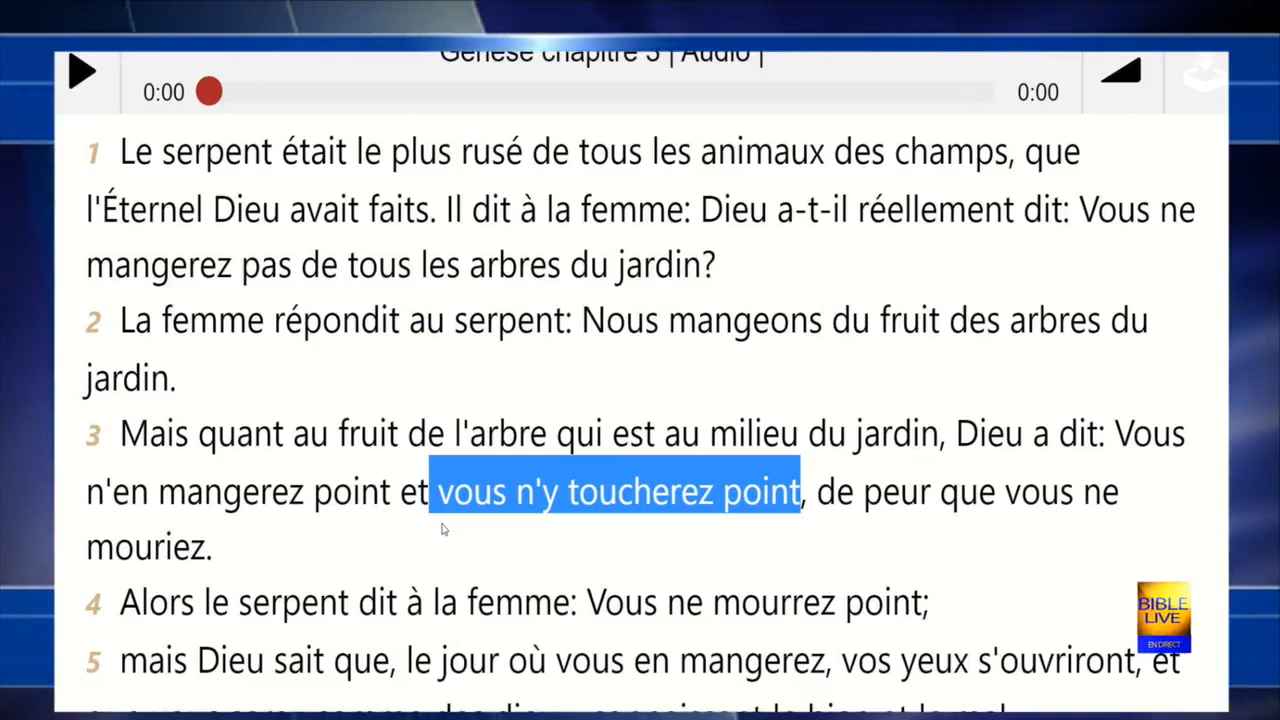 Genèse chapitre 3 | Audio |
0:00
0:00
1 Le serpent était le plus rusé de tous les animaux des champs, que
l'Éternel Dieu avait faits. Il dit à la femme: Dieu a-t-il réellement dit: Vous ne
mangerez pas de tous les arbres du jardin?
2 La femme répondit au serpent: Nous mangeons du fruit des arbres du
jardin.
3 Mais quant au fruit de l'arbre qui est au milieu du jardin, Dieu a dit: Vous
n'en mangerez point et vous n'y toucherez point, de peur que vous ne
mouriez.
4 Alors le serpent dit à la femme: Vous ne mourrez point;
5 mais Dieu sait que, le jour où vous en mangerez, vos yeux s'ouvriront, et
BIBLE
LIVE
EN DIRECT